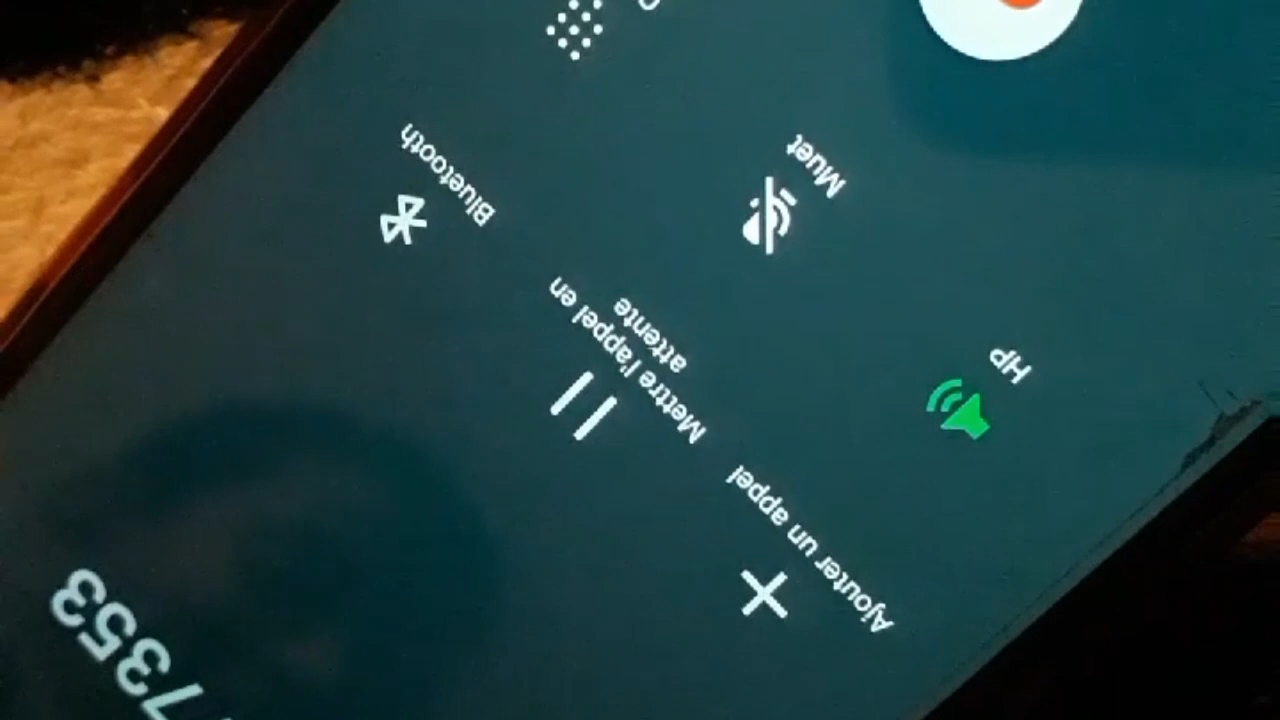 7353
Ajouter un appel
Mettre l'appel en
attente
Bluetooth
HP
Muet